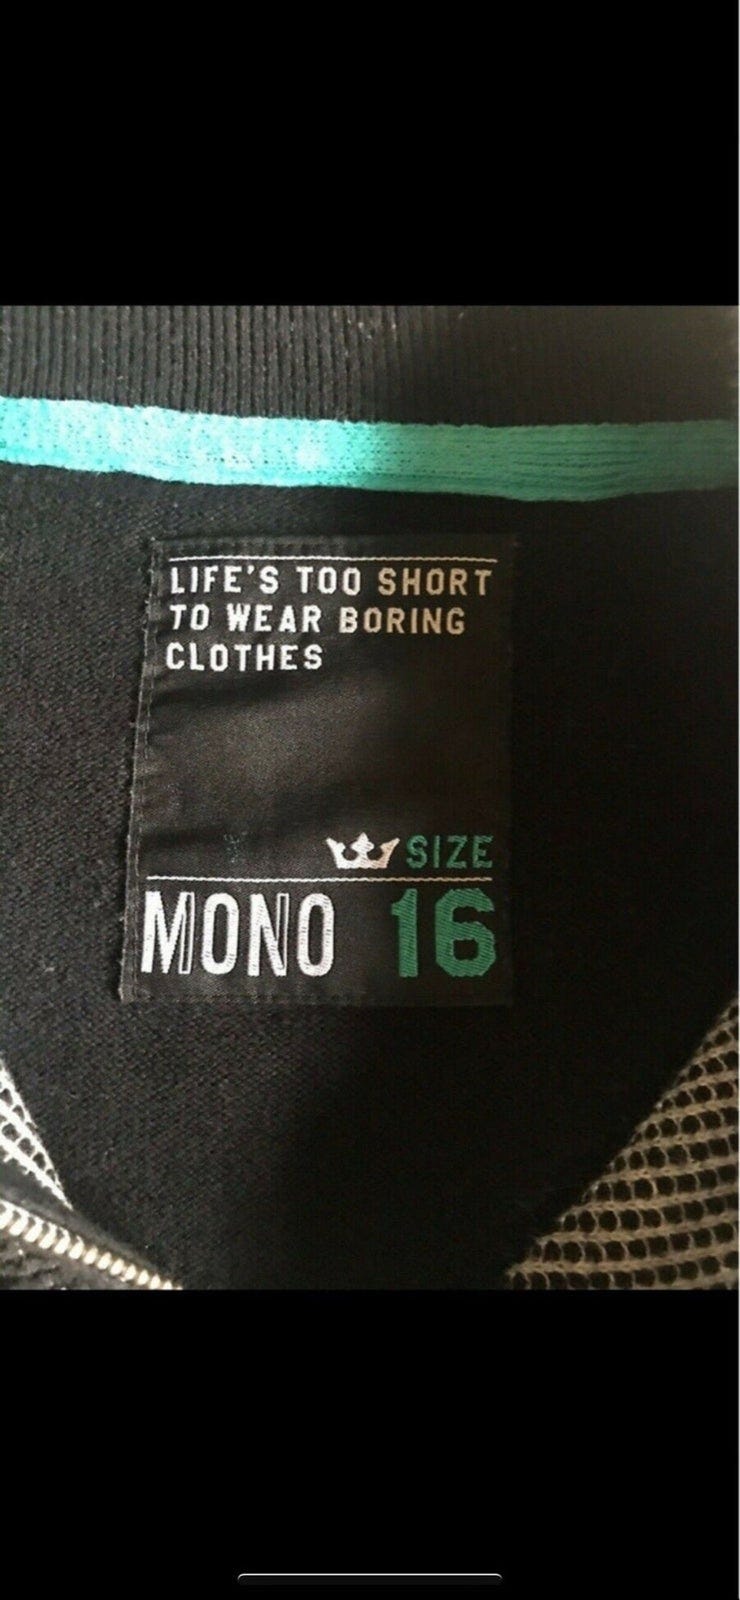 LIFE'S TOO SHORT
TO WEAR BORING
CLOTHES
SIZE
MONO 16